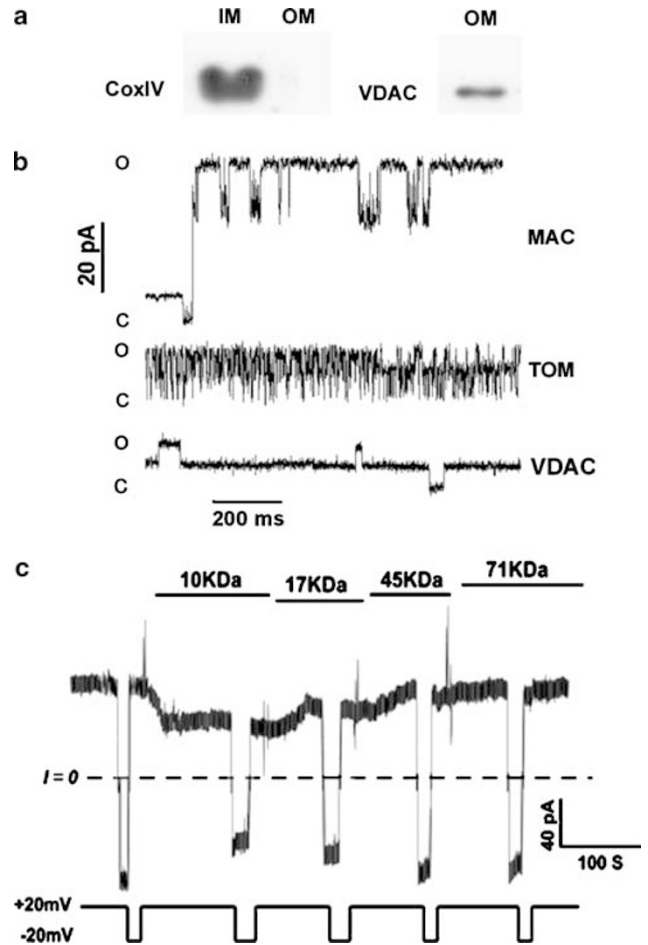 a
IM OM OM
CoxIV VDAC
b
O
20 pA
MAC
C
O
TOM
C
O
VDAC
C
200 ms
c
10KDa 17KDa 45KDa 71KDa
I = 0
40 pA
100 S
+20mV
-20mV